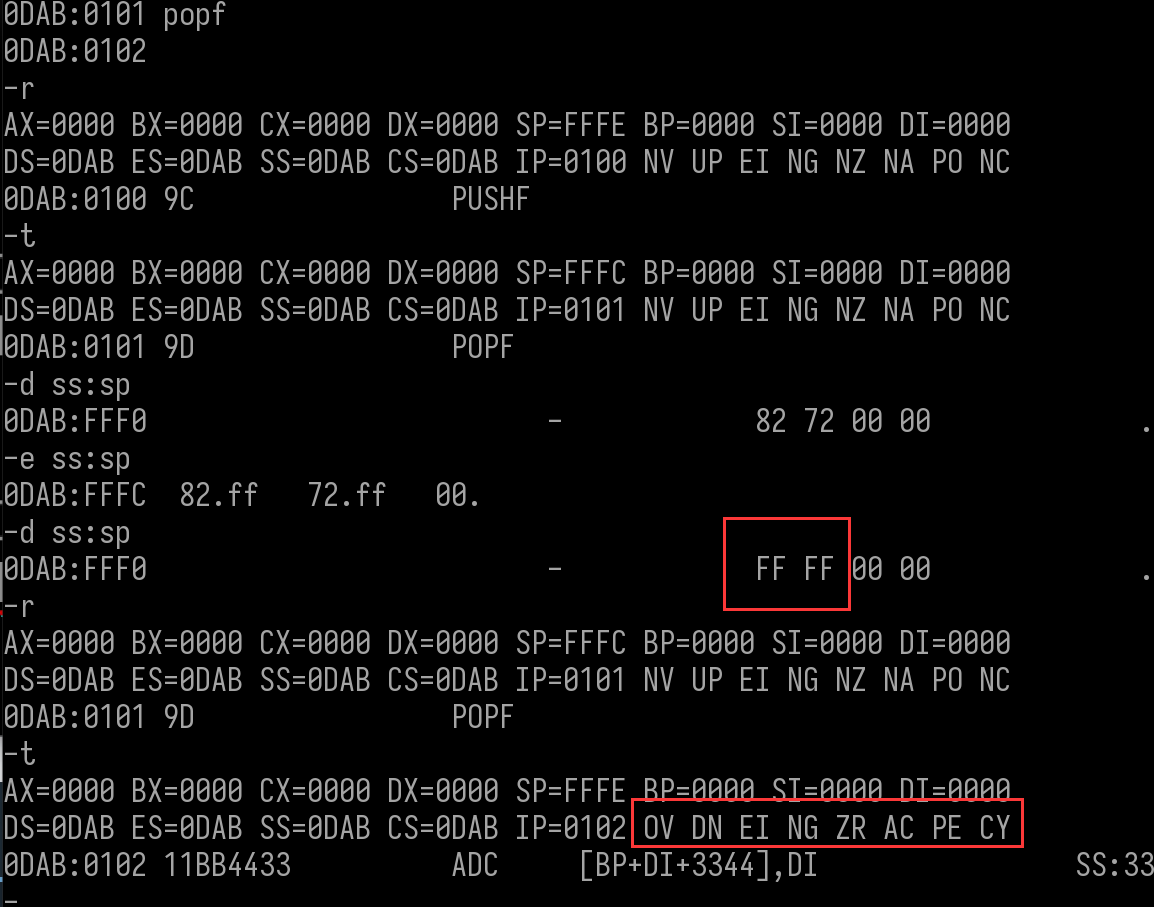 0DAB:0101 popf
0DAB:0102
-r
AX=0000 BX=0000 CX=0000 DX=0000 SP=FFFE BP=0000 SI=0000 DI=0000
DS=0DAB ES=0DAB SS=0DAB CS=0DAB IP=0100 NV UP EI NG NZ NA PO NC
0DAB:0100 9C PUSHF
-t
AX=0000 BX=0000 CX=0000 DX=0000 SP=FFFC BP=0000 SI=0000 DI=0000
DS=0DAB ES=0DAB SS=0DAB CS=0DAB IP=0101 NV UP EI NG NZ NA PO NC
0DAB:0101 9D POPF
-d ss:sp
0DAB:FFF0 - 82 72 00 00 .
-e ss:sp
0DAB:FFFC 82.ff 72.ff 00.
-d ss:sp
0DAB:FFF0 - FF FF 00 00 .
-r
AX=0000 BX=0000 CX=0000 DX=0000 SP=FFFC BP=0000 SI=0000 DI=0000
DS=0DAB ES=0DAB SS=0DAB CS=0DAB IP=0101 NV UP EI NG NZ NA PO NC
0DAB:0101 9D POPF
-t
AX=0000 BX=0000 CX=0000 DX=0000 SP=FFFE BP=0000 SI=0000 DI=0000
DS=0DAB ES=0DAB SS=0DAB CS=0DAB IP=0102 OV DN EI NG ZR AC PE CY
0DAB:0102 11BB4433 ADC [BP+DI+3344],DI SS:33
-